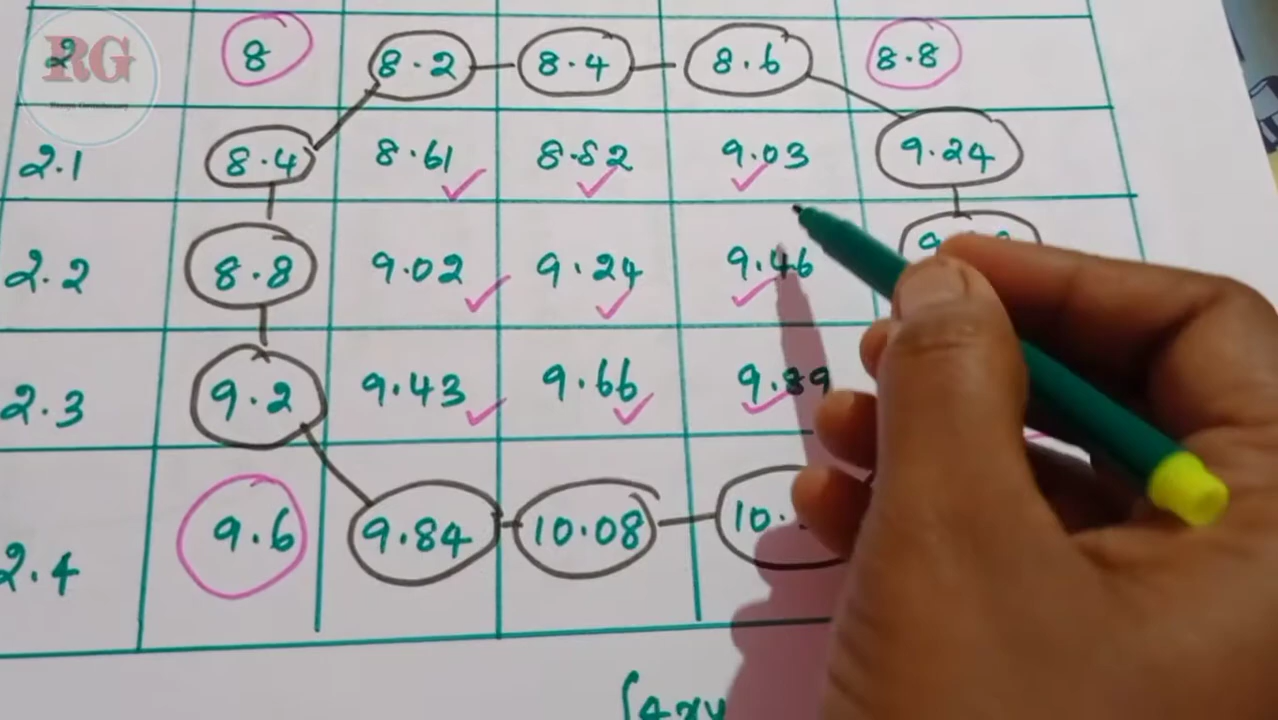 RG
2 8 8.2 8.4 8.6 8.8
2.1 8.4 8.61 8.82 9.03 9.24
2.2 8.8 9.02 9.24 9.46
2.3 9.2 9.43 9.66 9.89
2.4 9.6 9.84 10.08 10.
∫4xy